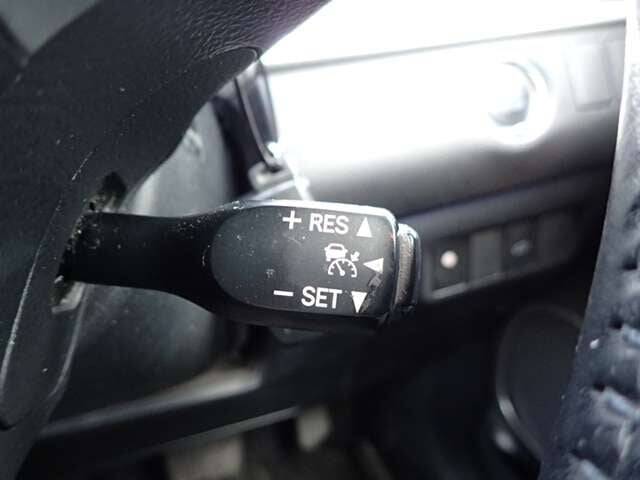 + RES
- SET